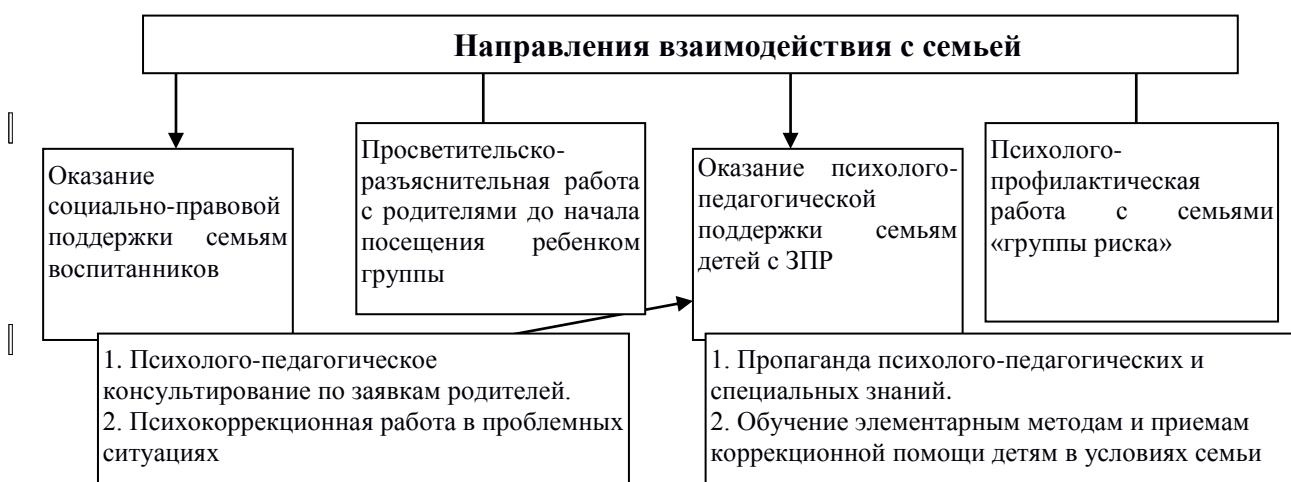 Направления взаимодействия с семьей
Оказание
социально-правовой
поддержки семьям
воспитанников
Просветительско-
разъяснительная работа
с родителями до начала
посещения ребенком
группы
Оказание психолого-
педагогической
поддержки семьям
детей с ЗПР
Психолого-
профилактическая
работа с семьями
«группы риска»
1. Психолого-педагогическое
консультирование по заявкам родителей.
2. Психокоррекционная работа в проблемных
ситуациях
1. Пропаганда психолого-педагогических и
специальных знаний.
2. Обучение элементарным методам и приемам
коррекционной помощи детям в условиях семьи